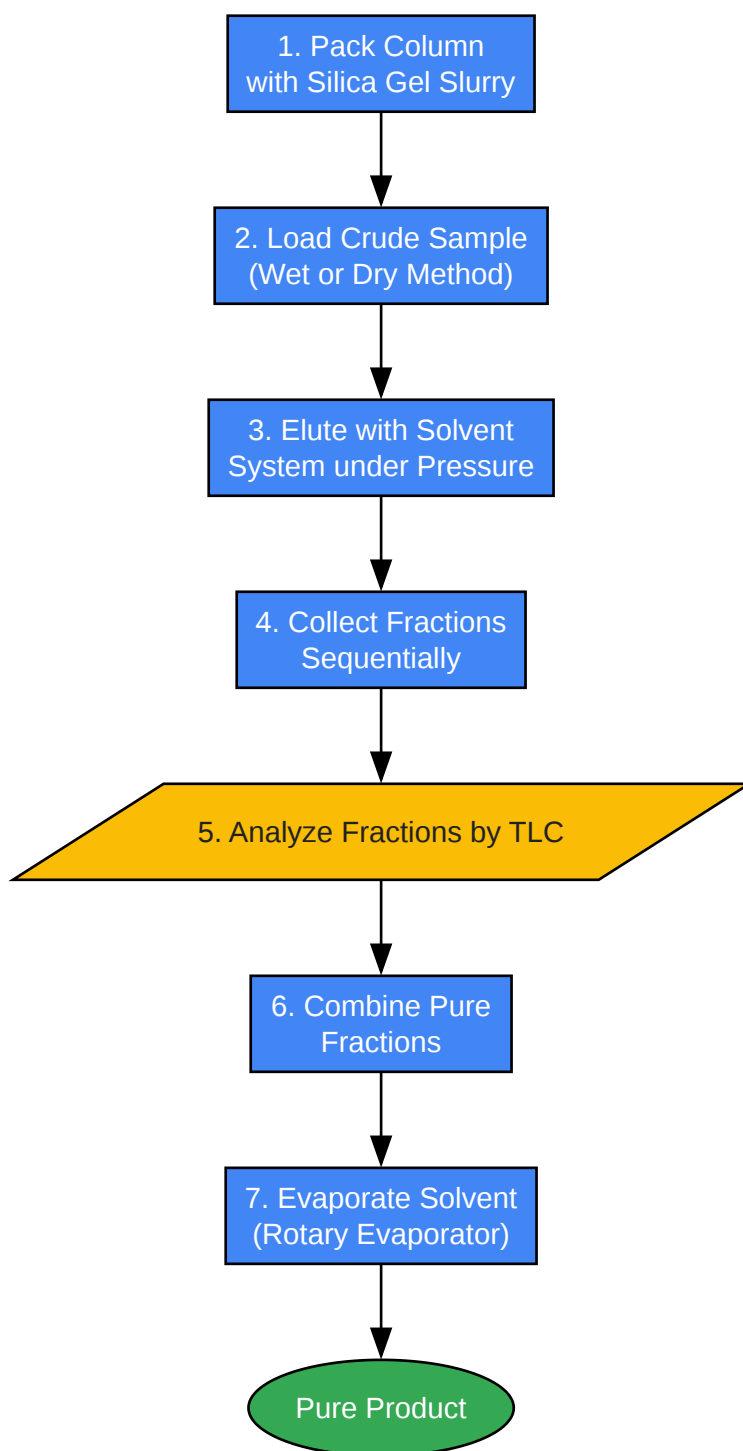 1. Pack Column
with Silica Gel Slurry
2. Load Crude Sample
(Wet or Dry Method)
3. Elute with Solvent
System under Pressure
4. Collect Fractions
Sequentially
5. Analyze Fractions by TLC
6. Combine Pure
Fractions
7. Evaporate Solvent
(Rotary Evaporator)
Pure Product